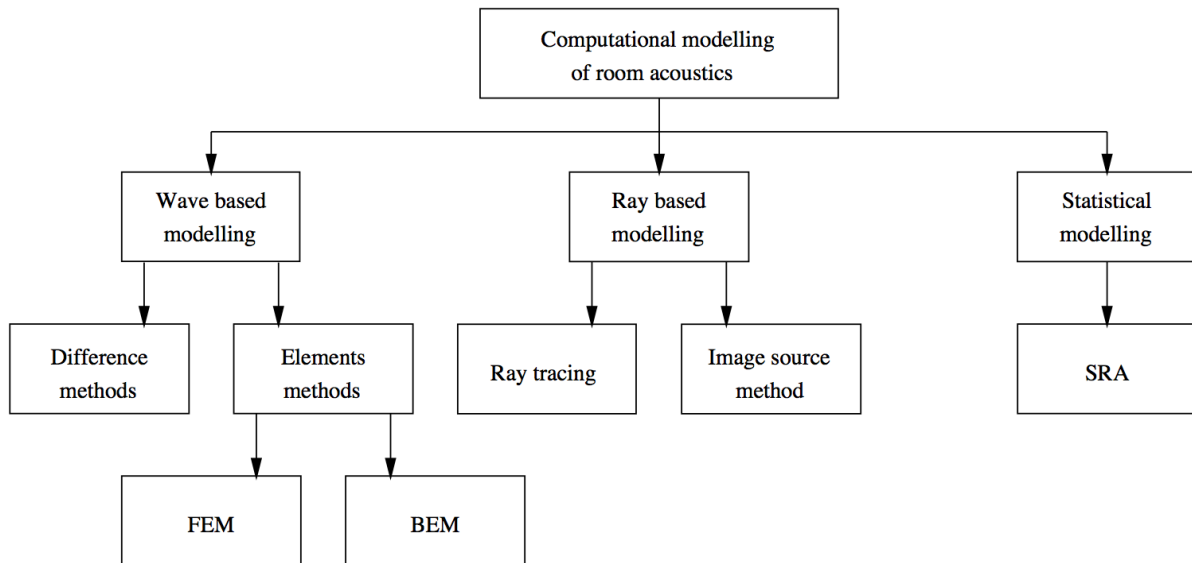 Computational modelling
of room acoustics
Wave based
modelling
Ray based
modelling
Statistical
modelling
Difference
methods
Elements
methods
Ray tracing
Image source
method
SRA
FEM
BEM